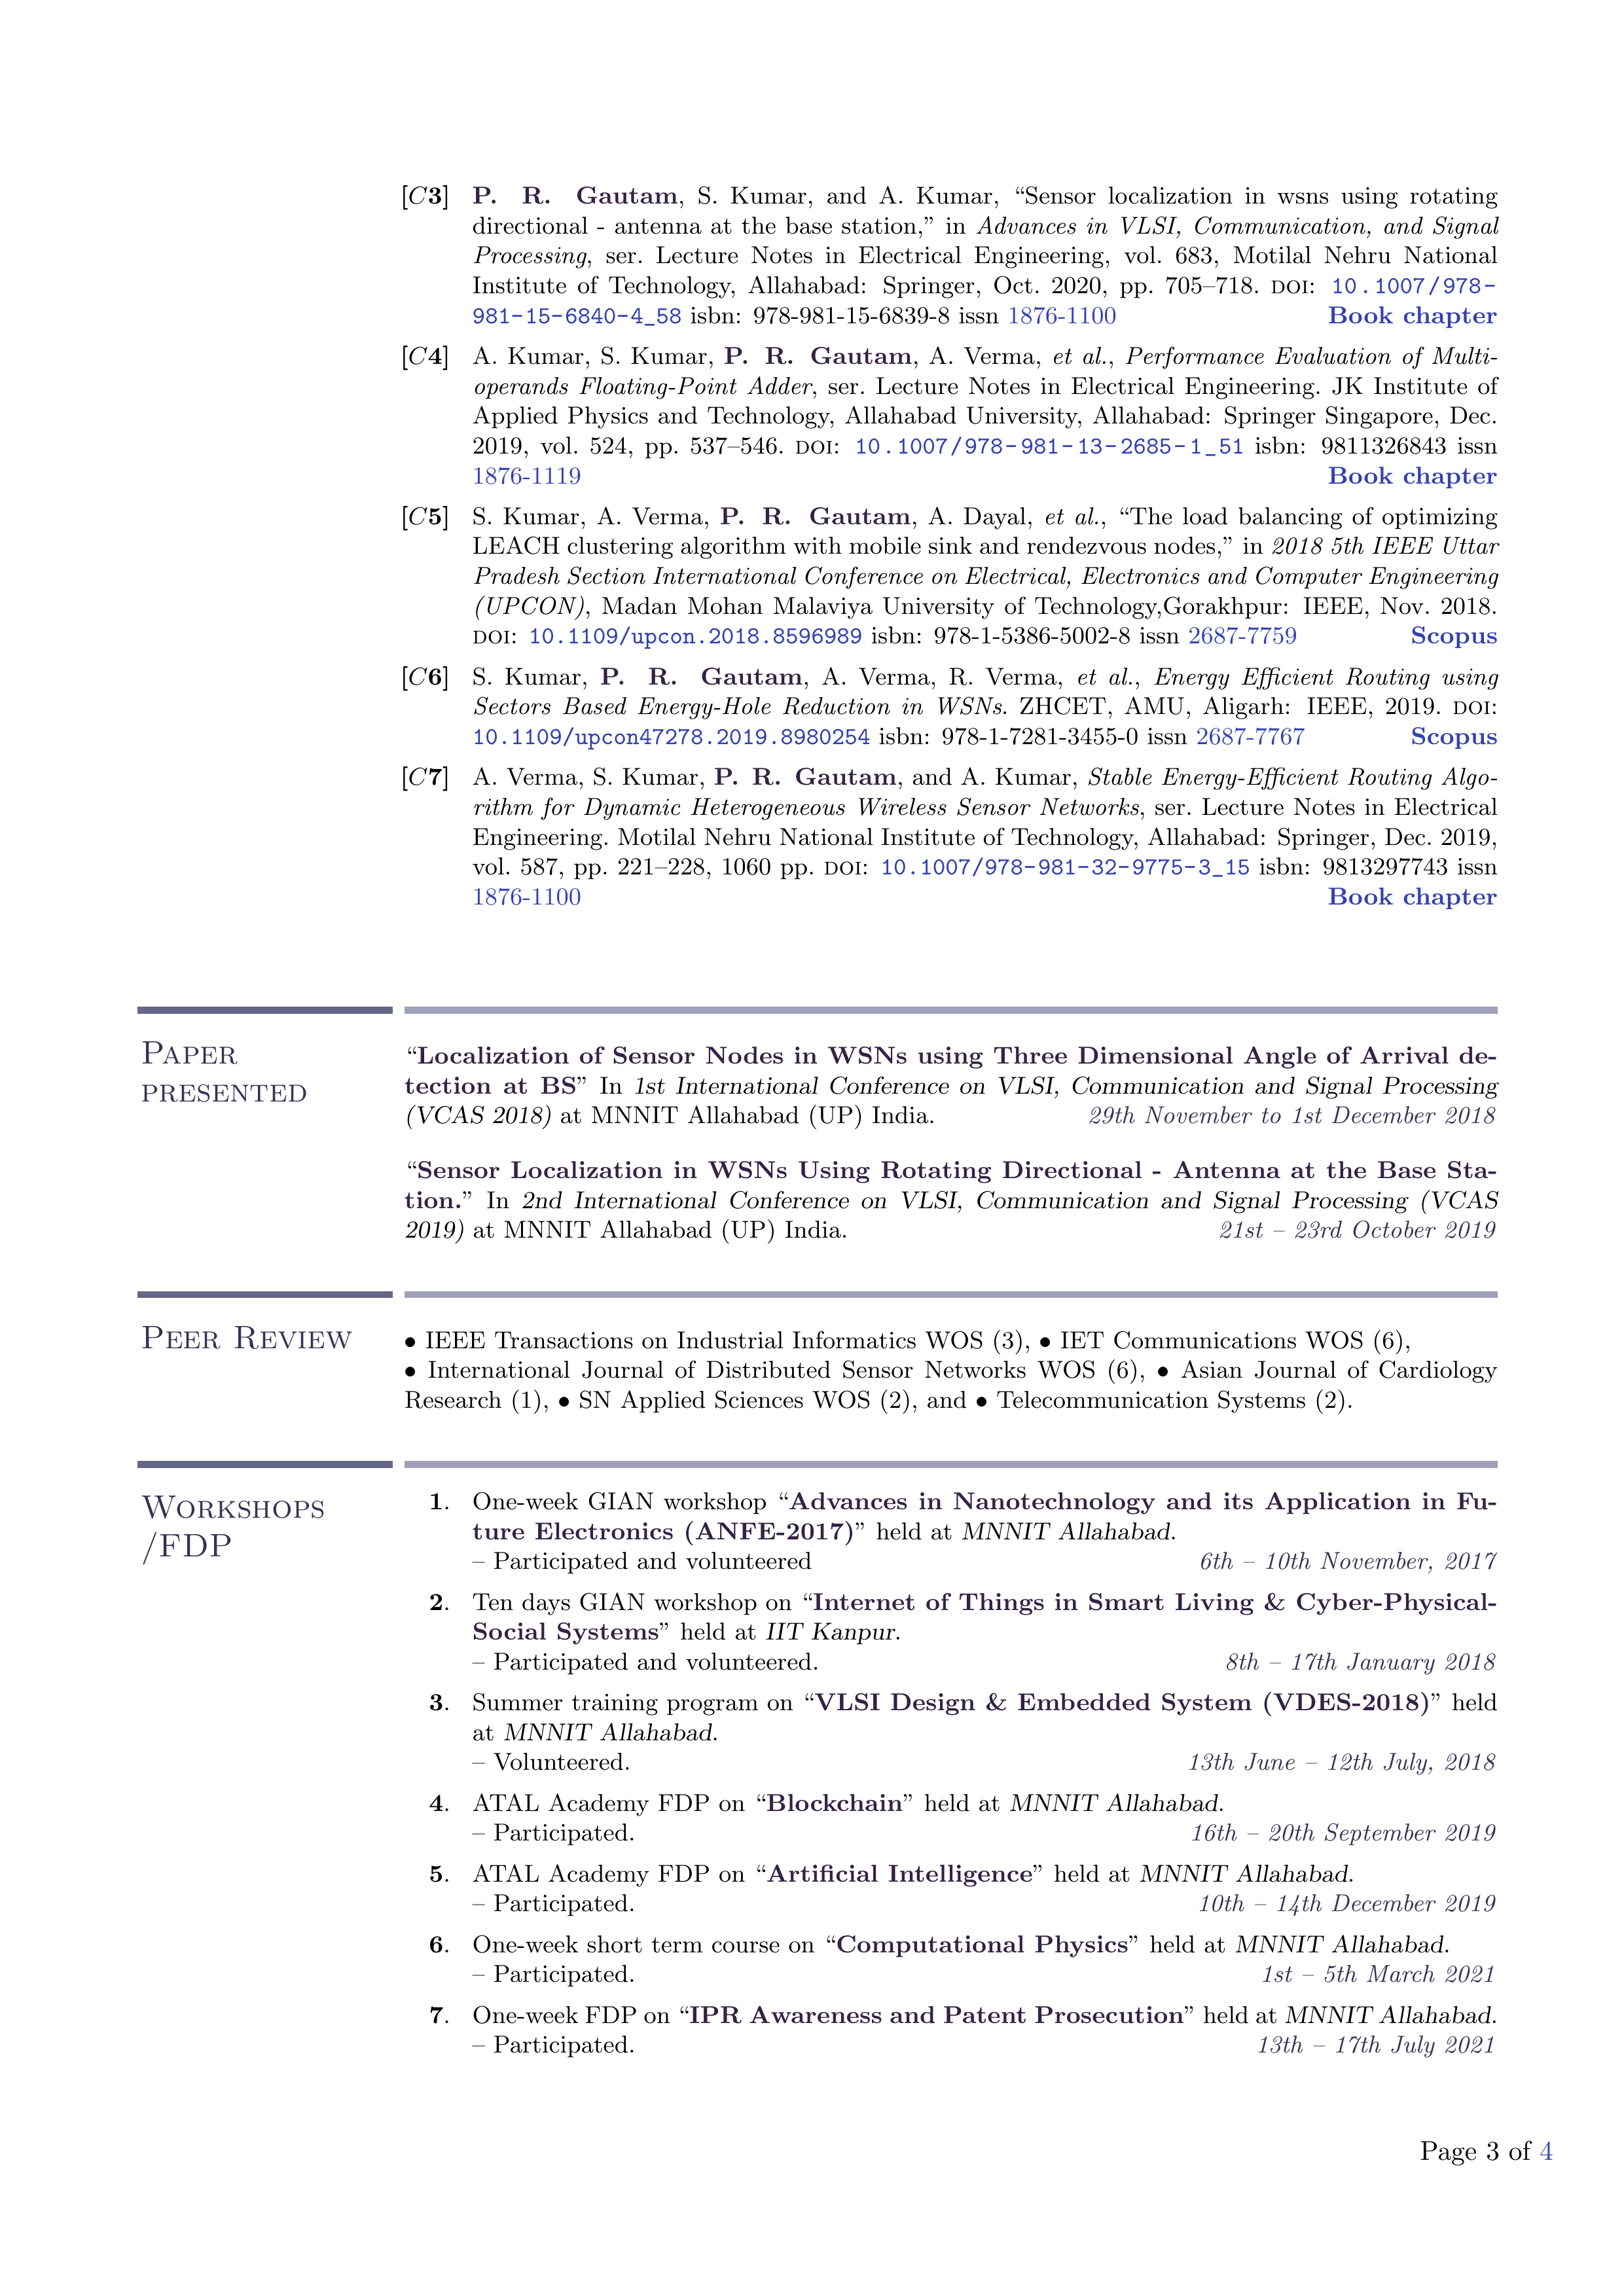 [C3] P. R. Gautam, S. Kumar, and A. Kumar, “Sensor localization in wsns using rotating
directional - antenna at the base station,” in Advances in VLSI, Communication, and Signal
Processing, ser. Lecture Notes in Electrical Engineering, vol. 683, Motilal Nehru National
Institute of Technology, Allahabad: Springer, Oct. 2020, pp. 705–718. DOI: 10.1007/978-
981-15-6840-4_58 isbn: 978-981-15-6839-8 issn 1876-1100 Book chapter
[C4] A. Kumar, S. Kumar, P. R. Gautam, A. Verma, et al., Performance Evaluation of Multi-
operands Floating-Point Adder, ser. Lecture Notes in Electrical Engineering. JK Institute of
Applied Physics and Technology, Allahabad University, Allahabad: Springer Singapore, Dec.
2019, vol. 524, pp. 537–546. DOI: 10.1007/978-981-13-2685-1_51 isbn: 9811326843 issn
1876-1119 Book chapter
[C5] S. Kumar, A. Verma, P. R. Gautam, A. Dayal, et al., “The load balancing of optimizing
LEACH clustering algorithm with mobile sink and rendezvous nodes,” in 2018 5th IEEE Uttar
Pradesh Section International Conference on Electrical, Electronics and Computer Engineering
(UPCON), Madan Mohan Malaviya University of Technology,Gorakhpur: IEEE, Nov. 2018.
DOI: 10.1109/upcon.2018.8596989 isbn: 978-1-5386-5002-8 issn 2687-7759 Scopus
[C6] S. Kumar, P. R. Gautam, A. Verma, R. Verma, et al., Energy Efficient Routing using
Sectors Based Energy-Hole Reduction in WSNs. ZHCET, AMU, Aligarh: IEEE, 2019. DOI:
10.1109/upcon47278.2019.8980254 isbn: 978-1-7281-3455-0 issn 2687-7767 Scopus
[C7] A. Verma, S. Kumar, P. R. Gautam, and A. Kumar, Stable Energy-Efficient Routing Algo-
rithm for Dynamic Heterogeneous Wireless Sensor Networks, ser. Lecture Notes in Electrical
Engineering. Motilal Nehru National Institute of Technology, Allahabad: Springer, Dec. 2019,
vol. 587, pp. 221–228, 1060 pp. DOI: 10.1007/978-981-32-9775-3_15 isbn: 9813297743 issn
1876-1100 Book chapter
Paper
presented
“Localization of Sensor Nodes in WSNs using Three Dimensional Angle of Arrival de-
tection at BS” In 1st International Conference on VLSI, Communication and Signal Processing
(VCAS 2018) at MNNIT Allahabad (UP) India. 29th November to 1st December 2018
“Sensor Localization in WSNs Using Rotating Directional - Antenna at the Base Sta-
tion.” In 2nd International Conference on VLSI, Communication and Signal Processing (VCAS
2019) at MNNIT Allahabad (UP) India. 21st – 23rd October 2019
Peer Review
• IEEE Transactions on Industrial Informatics WOS (3), • IET Communications WOS (6),
• International Journal of Distributed Sensor Networks WOS (6), • Asian Journal of Cardiology
Research (1), • SN Applied Sciences WOS (2), and • Telecommunication Systems (2).
Workshops
/FDP
1. One-week GIAN workshop “Advances in Nanotechnology and its Application in Fu-
ture Electronics (ANFE-2017)” held at MNNIT Allahabad.
– Participated and volunteered 6th – 10th November, 2017
2. Ten days GIAN workshop on “Internet of Things in Smart Living & Cyber-Physical-
Social Systems” held at IIT Kanpur.
– Participated and volunteered. 8th – 17th January 2018
3. Summer training program on “VLSI Design & Embedded System (VDES-2018)” held
at MNNIT Allahabad.
– Volunteered. 13th June – 12th July, 2018
4. ATAL Academy FDP on “Blockchain” held at MNNIT Allahabad.
– Participated. 16th – 20th September 2019
5. ATAL Academy FDP on “Artificial Intelligence” held at MNNIT Allahabad.
– Participated. 10th – 14th December 2019
6. One-week short term course on “Computational Physics” held at MNNIT Allahabad.
– Participated. 1st – 5th March 2021
7. One-week FDP on “IPR Awareness and Patent Prosecution” held at MNNIT Allahabad.
– Participated. 13th – 17th July 2021
Page 3 of 4